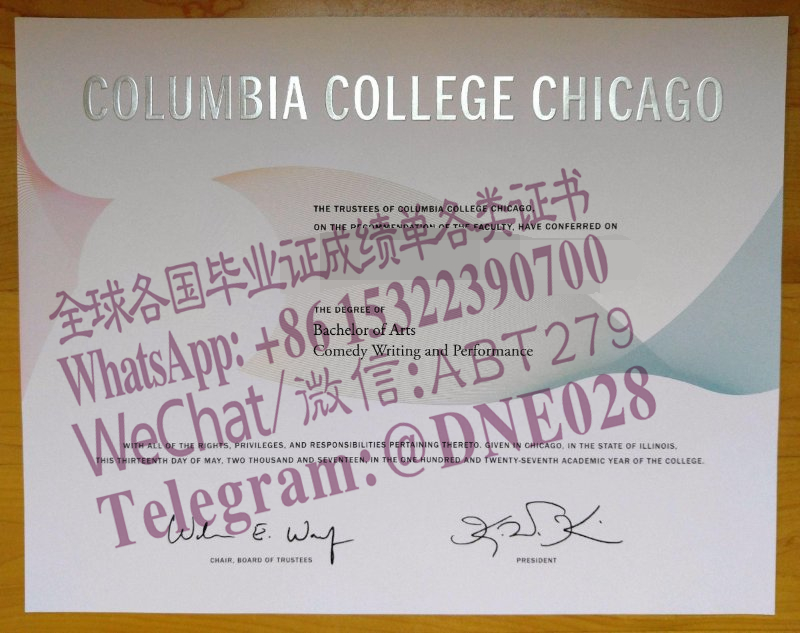 COLUMBIA COLLEGE CHICAGO
THE TRUSTEES OF COLUMBIA COLLEGE CHICAGO,
ON THE RECOMMENDATION OF THE FACULTY, HAVE CONFERRED ON
全球各国毕业证成绩单各类证书
WhatsApp: +8615322390700
THE DEGREE OF
Bachelor of Arts
Comedy Writing and Performance
WeChat/微信:ABT279
Telegram:@DNE028
WITH ALL OF THE RIGHTS, PRIVILEGES, AND RESPONSIBILITIES PERTAINING THERETO. GIVEN IN CHICAGO, IN THE STATE OF ILLINOIS,
THIS THIRTEENTH DAY OF MAY, TWO THOUSAND AND SEVENTEEN, IN THE ONE HUNDRED AND TWENTY-SEVENTH ACADEMIC YEAR OF THE COLLEGE.
CHAIR, BOARD OF TRUSTEES
PRESIDENT